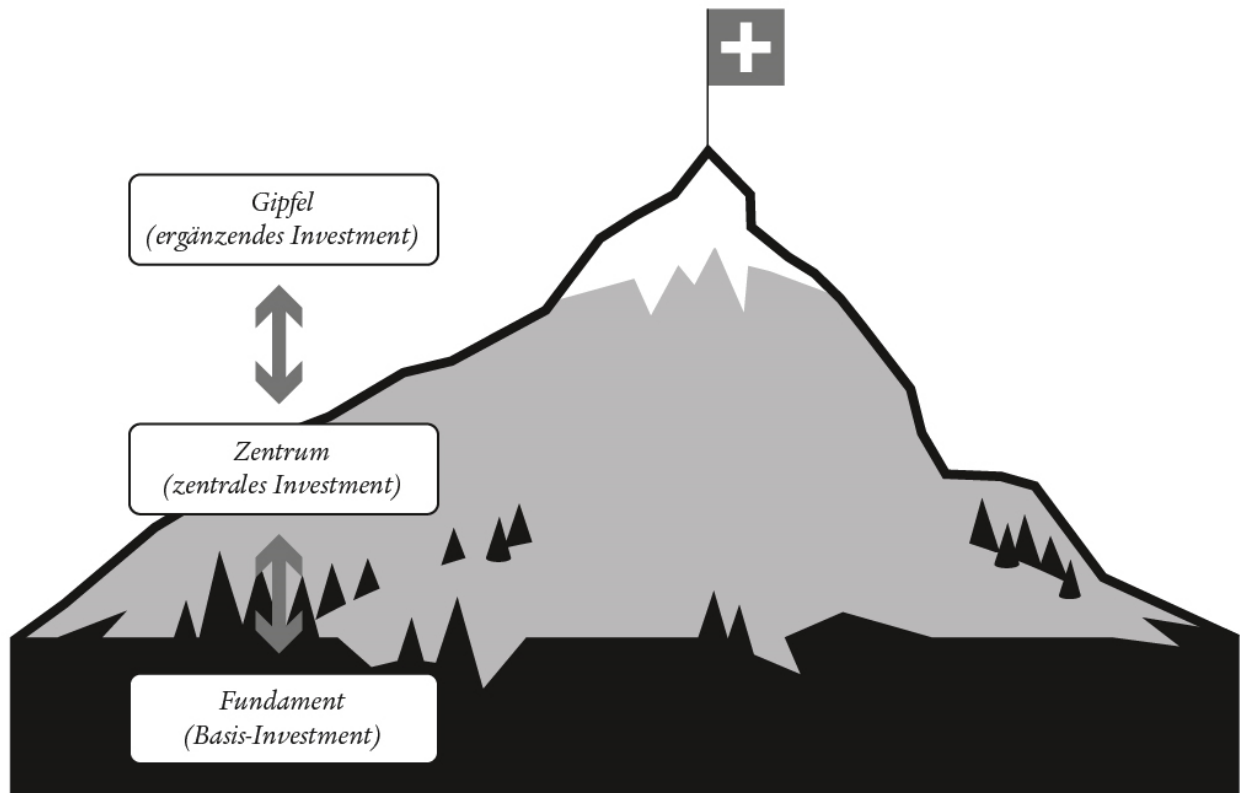 Gipfel
(ergänzendes Investment)
Zentrum
(zentrales Investment)
Fundament
(Basis-Investment)